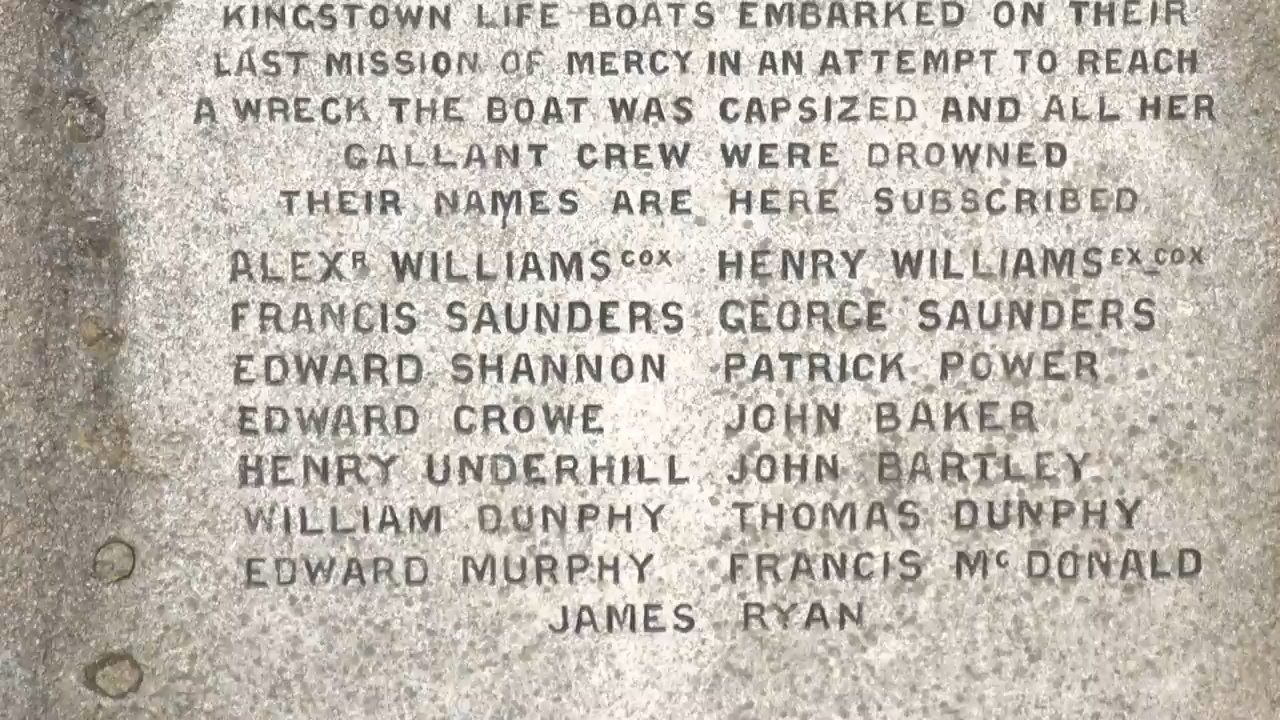 KINGSTOWN LIFE BOATS EMBARKED ON THEIR
LAST MISSION OF MERCY IN AN ATTEMPT TO REACH
A WRECK THE BOAT WAS CAPSIZED AND ALL HER
GALLANT CREW WERE DROWNED
THEIR NAMES ARE HERE SUBSCRIBED
ALEXR WILLIAMS COX HENRY WILLIAMS EX_COX
FRANCIS SAUNDERS GEORGE SAUNDERS
EDWARD SHANNON PATRICK POWER
EDWARD CROWE JOHN BAKER
HENRY UNDERHILL JOHN BARTLEY
WILLIAM DUNPHY THOMAS DUNPHY
EDWARD MURPHY FRANCIS Mc DONALD
JAMES RYAN